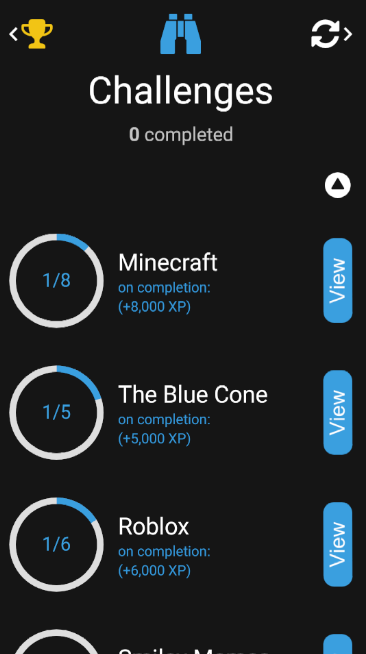 Challenges
0 completed
1/8
Minecraft
on completion:
(+8,000 XP)
View
1/5
The Blue Cone
on completion:
(+5,000 XP)
View
1/6
Roblox
on completion:
(+6,000 XP)
View